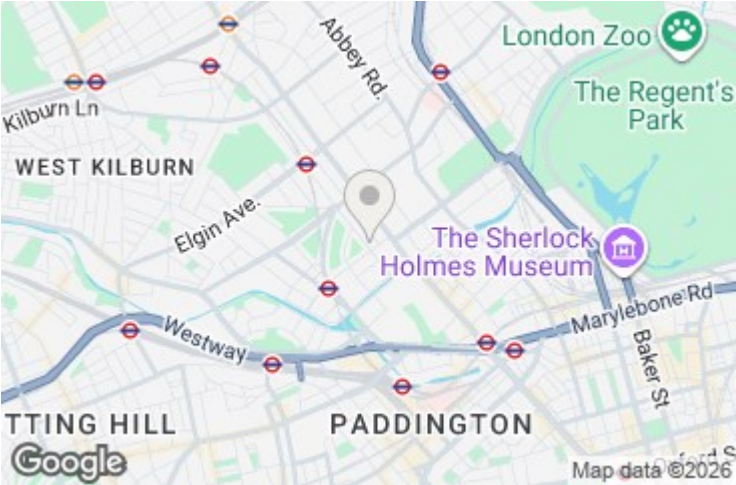 London Zoo
Abbey Rd.
The Regent's
Park
Kilburn Ln
WEST KILBURN
Elgin Ave.
The Sherlock
Holmes Museum
Marylebone Rd
Westway
Baker St
TTING HILL
PADDINGTON
Google
Oxford S
Map data ©2026